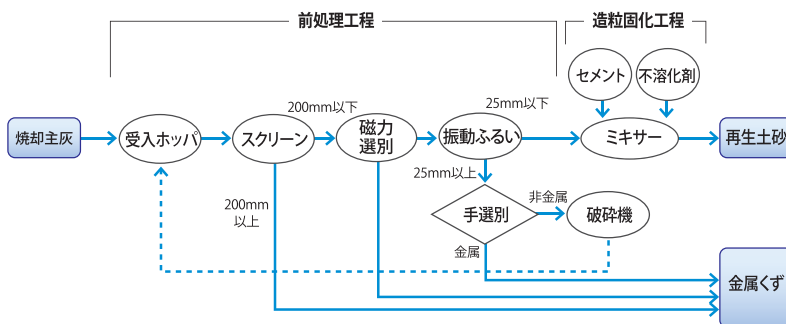 前処理工程
造粒固化工程
セメント
不溶化剤
200mm以下
25mm以下
焼却主灰
受入ホッパ
スクリーン
磁力
選別
振動ふるい
ミキサー
再生土砂
25mm以上
200mm
以上
手選別
非金属
破砕機
金属
金属くず